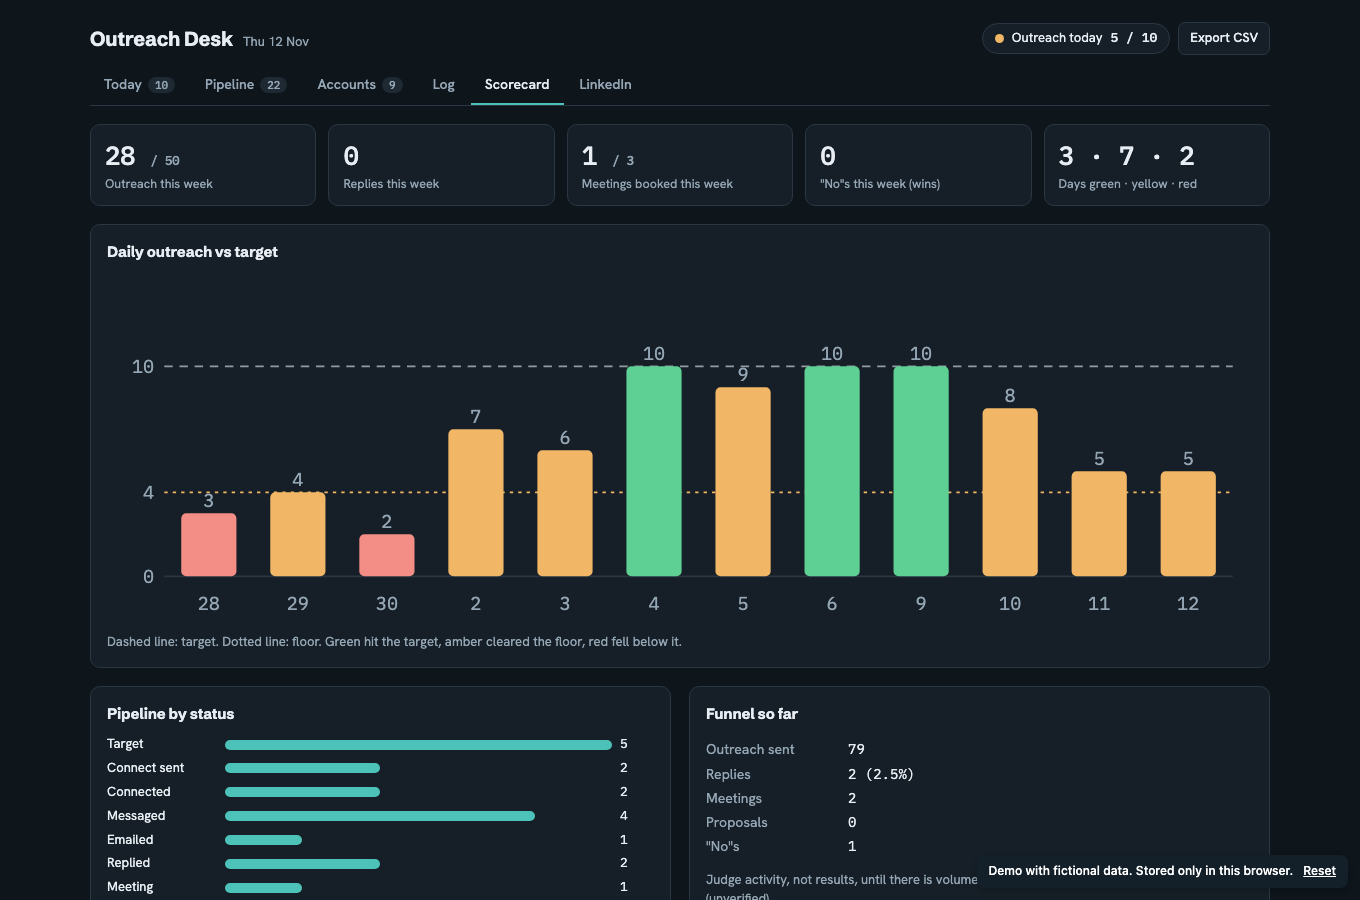 Outreach Desk Thu 12 Nov
Outreach today 5 / 10 Export CSV
Today 10 Pipeline 22 Accounts 9 Log Scorecard LinkedIn
28 / 50
Outreach this week
0
Replies this week
1 / 3
Meetings booked this week
0
"No"s this week (wins)
3 · 7 · 2
Days green · yellow · red
Daily outreach vs target
10
4
0
3
4
2
7
6
10
9
10
10
8
5
5
28 29 30 2 3 4 5 6 9 10 11 12
Dashed line: target. Dotted line: floor. Green hit the target, amber cleared the floor, red fell below it.
Pipeline by status
Target 5
Connect sent 2
Connected 2
Messaged 4
Emailed 1
Replied 2
Meeting 1
Funnel so far
Outreach sent 79
Replies 2 (2.5%)
Meetings 2
Proposals 0
"No"s 1
Judge activity, not results, until there is volume
(unverified)
Demo with fictional data. Stored only in this browser. Reset